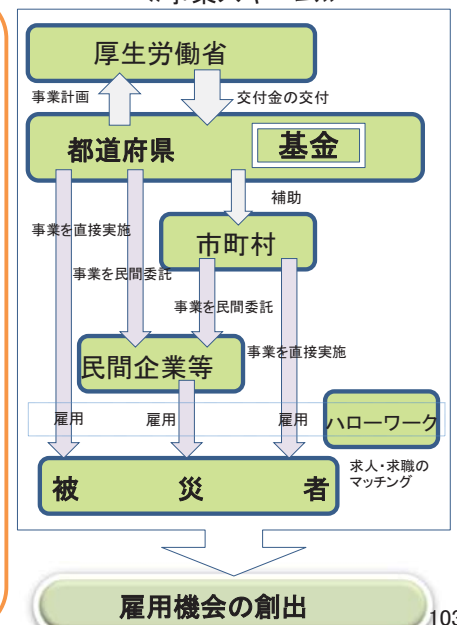 厚生労働省
事業計画
交付金の交付
都道府県
基金
補助
事業を直接実施
市町村
事業を民間委託
事業を民間委託
事業を直接実施
民間企業等
雇用
雇用
雇用
ハローワーク
被災者
求人・求職の
マッチング
雇用機会の創出
103